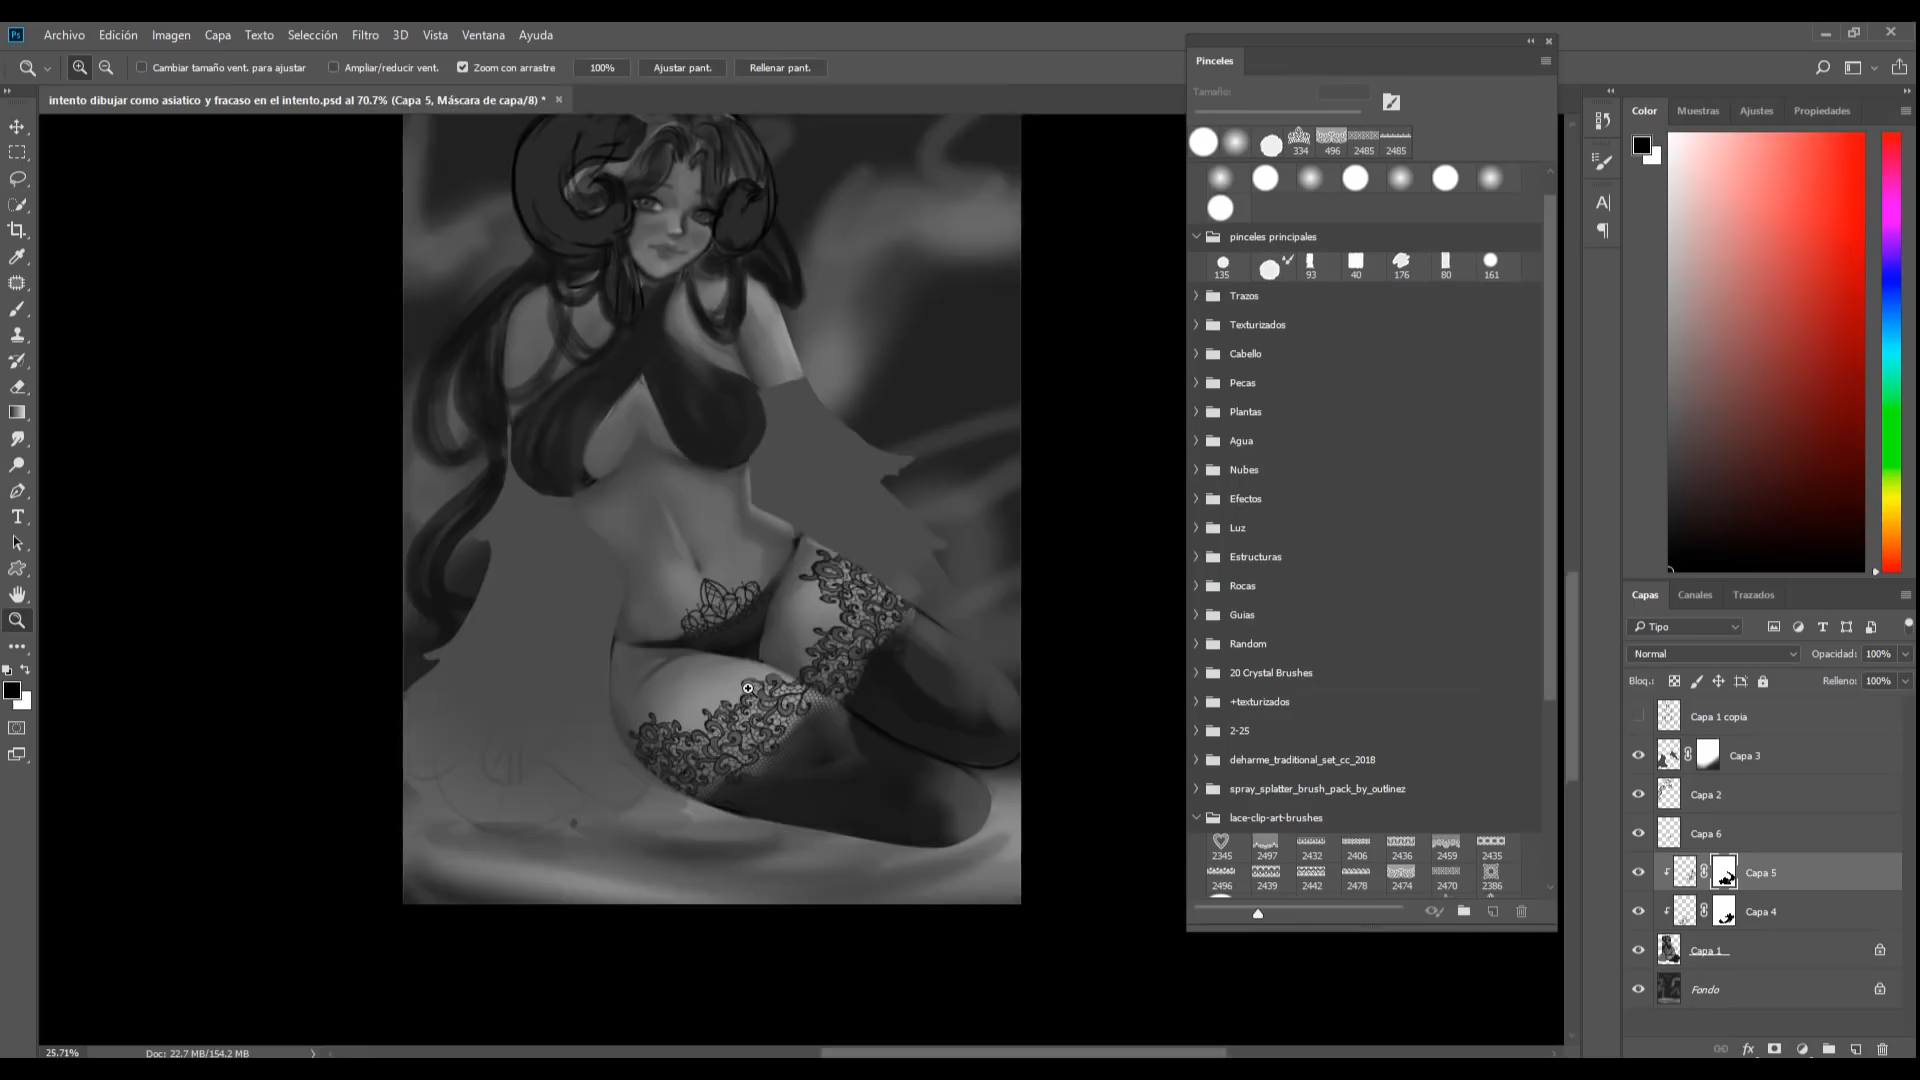 Ps Archivo Edición Imagen Capa Texto Selección Filtro 3D Vista Ventana Ayuda
Cambiar tamaño vent. para ajustar Ampliar/reducir vent. Zoom con arrastre 100% Ajustar pant. Rellenar pant.
intento dibujar como asiatico y fracaso en el intento.psd al 70.7% (Capa 5, Máscara de capa/8) *
Pinceles
Tamaño:
334 496 2485 2485
pinceles principales
135 93 40 176 80 161
Trazos
Texturizados
Cabello
Pecas
Plantas
Agua
Nubes
Efectos
Luz
Estructuras
Rocas
Guias
Random
20 Crystal Brushes
+texturizados
2-25
deharme_traditional_set_cc_2018
spray_splatter_brush_pack_by_outlinez
lace-clip-art-brushes
2345 2497 2432 2406 2436 2459 2435
2496 2439 2442 2478 2474 2470 2386
Color Muestras Ajustes Propiedades
Capas Canales Trazados
Tipo
Normal Opacidad: 100%
Bloq.: Relleno: 100%
Capa 1 copia
Capa 3
Capa 2
Capa 6
Capa 5
Capa 4
Capa 1
Fondo
fx
25.71% Doc: 22.7 MB/154.2 MB